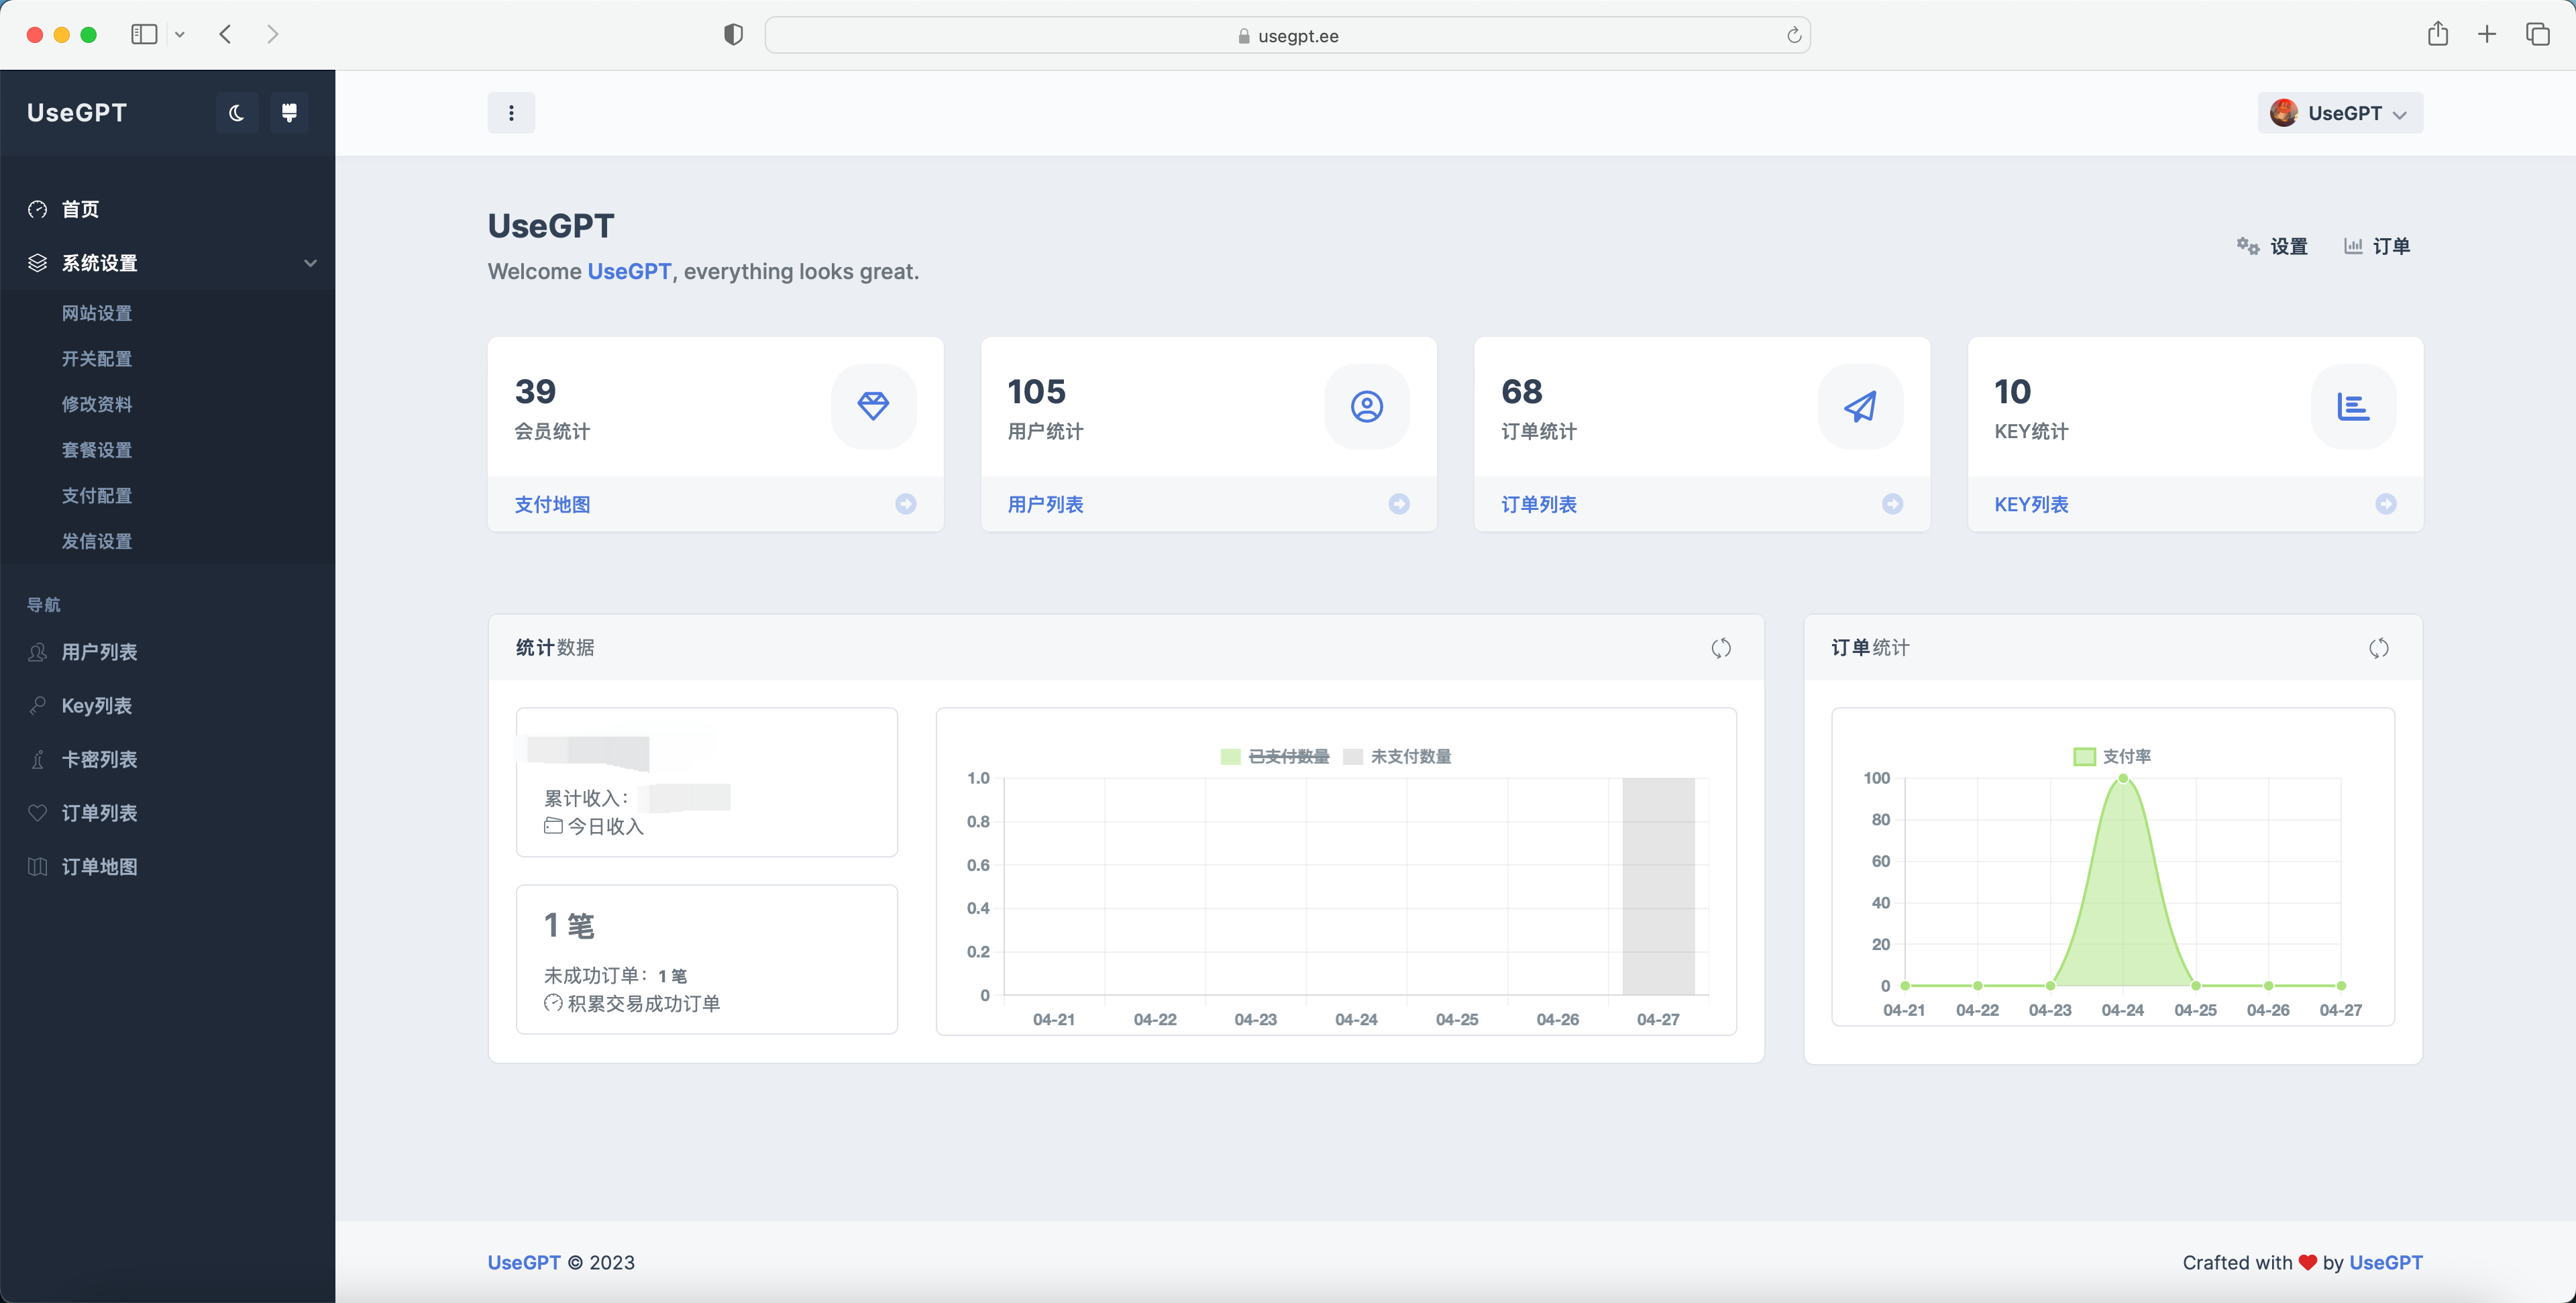 usegpt.ee
UseGPT
UseGPT
首页
系统设置
网站设置
开关配置
修改资料
套餐设置
支付配置
发信设置
导航
用户列表
Key列表
卡密列表
订单列表
订单地图
UseGPT
Welcome UseGPT, everything looks great.
设置
订单
39
会员统计
支付地图
105
用户统计
用户列表
68
订单统计
订单列表
10
KEY统计
KEY列表
统计数据
累计收入：
今日收入
1 笔
未成功订单：1 笔
积累交易成功订单
已支付数量 未支付数量
1.0
0.8
0.6
0.4
0.2
0
04-21 04-22 04-23 04-24 04-25 04-26 04-27
订单统计
支付率
100
80
60
40
20
0
04-21 04-22 04-23 04-24 04-25 04-26 04-27
UseGPT © 2023
Crafted with ❤ by UseGPT